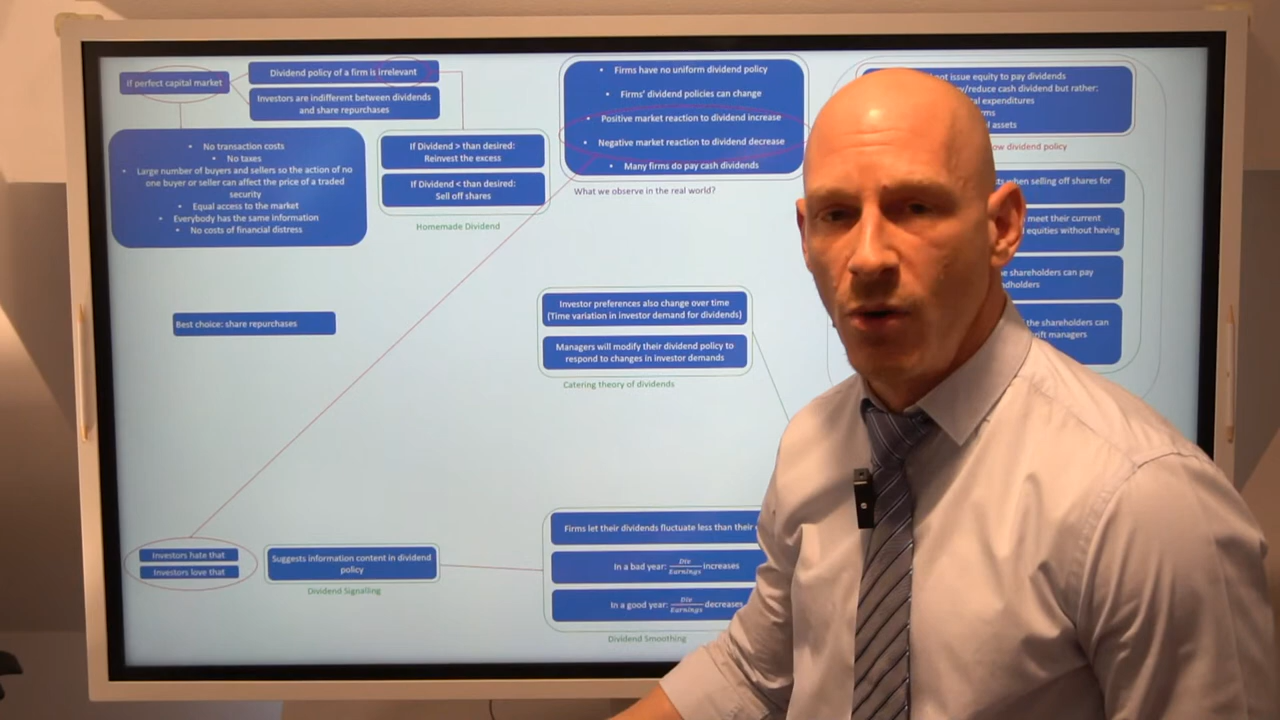 If perfect capital market
Dividend policy of a firm is irrelevant
Investors are indifferent between dividends
and share repurchases
• No transaction costs
• No taxes
• Large number of buyers and sellers so the action of no
one buyer or seller can affect the price of a traded
security
• Equal access to the market
• Everybody has the same information
• No costs of financial distress
If Dividend > than desired:
Reinvest the excess
If Dividend < than desired:
Sell off shares
Homemade Dividend
• Firms have no uniform dividend policy
• Firms' dividend policies can change
• Positive market reaction to dividend increase
• Negative market reaction to dividend decrease
• Many firms do pay cash dividends
What we observe in the real world?
not issue equity to pay dividends
/reduce cash dividend but rather:
expenditures
assets
dividend policy
when selling off shares for
meet their current
equities without having
shareholders can pay
the shareholders can
managers
Best choice: share repurchases
Investor preferences also change over time
(Time variation in investor demand for dividends)
Managers will modify their dividend policy to
respond to changes in investor demands
Catering theory of dividends
Investors hate that
Investors love that
Suggests information content in dividend
policy
Dividend Signalling
Firms let their dividends fluctuate less than their
In a bad year: Div/Earnings increases
In a good year: Div/Earnings decreases
Dividend Smoothing